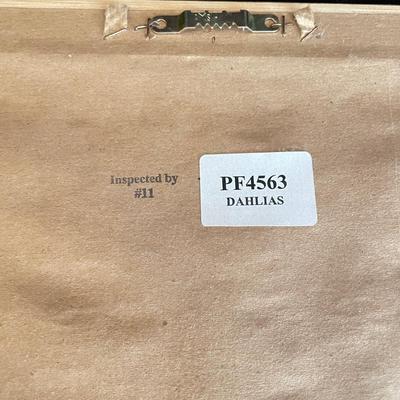 Inspected by
#11
PF4563
DAHLIAS